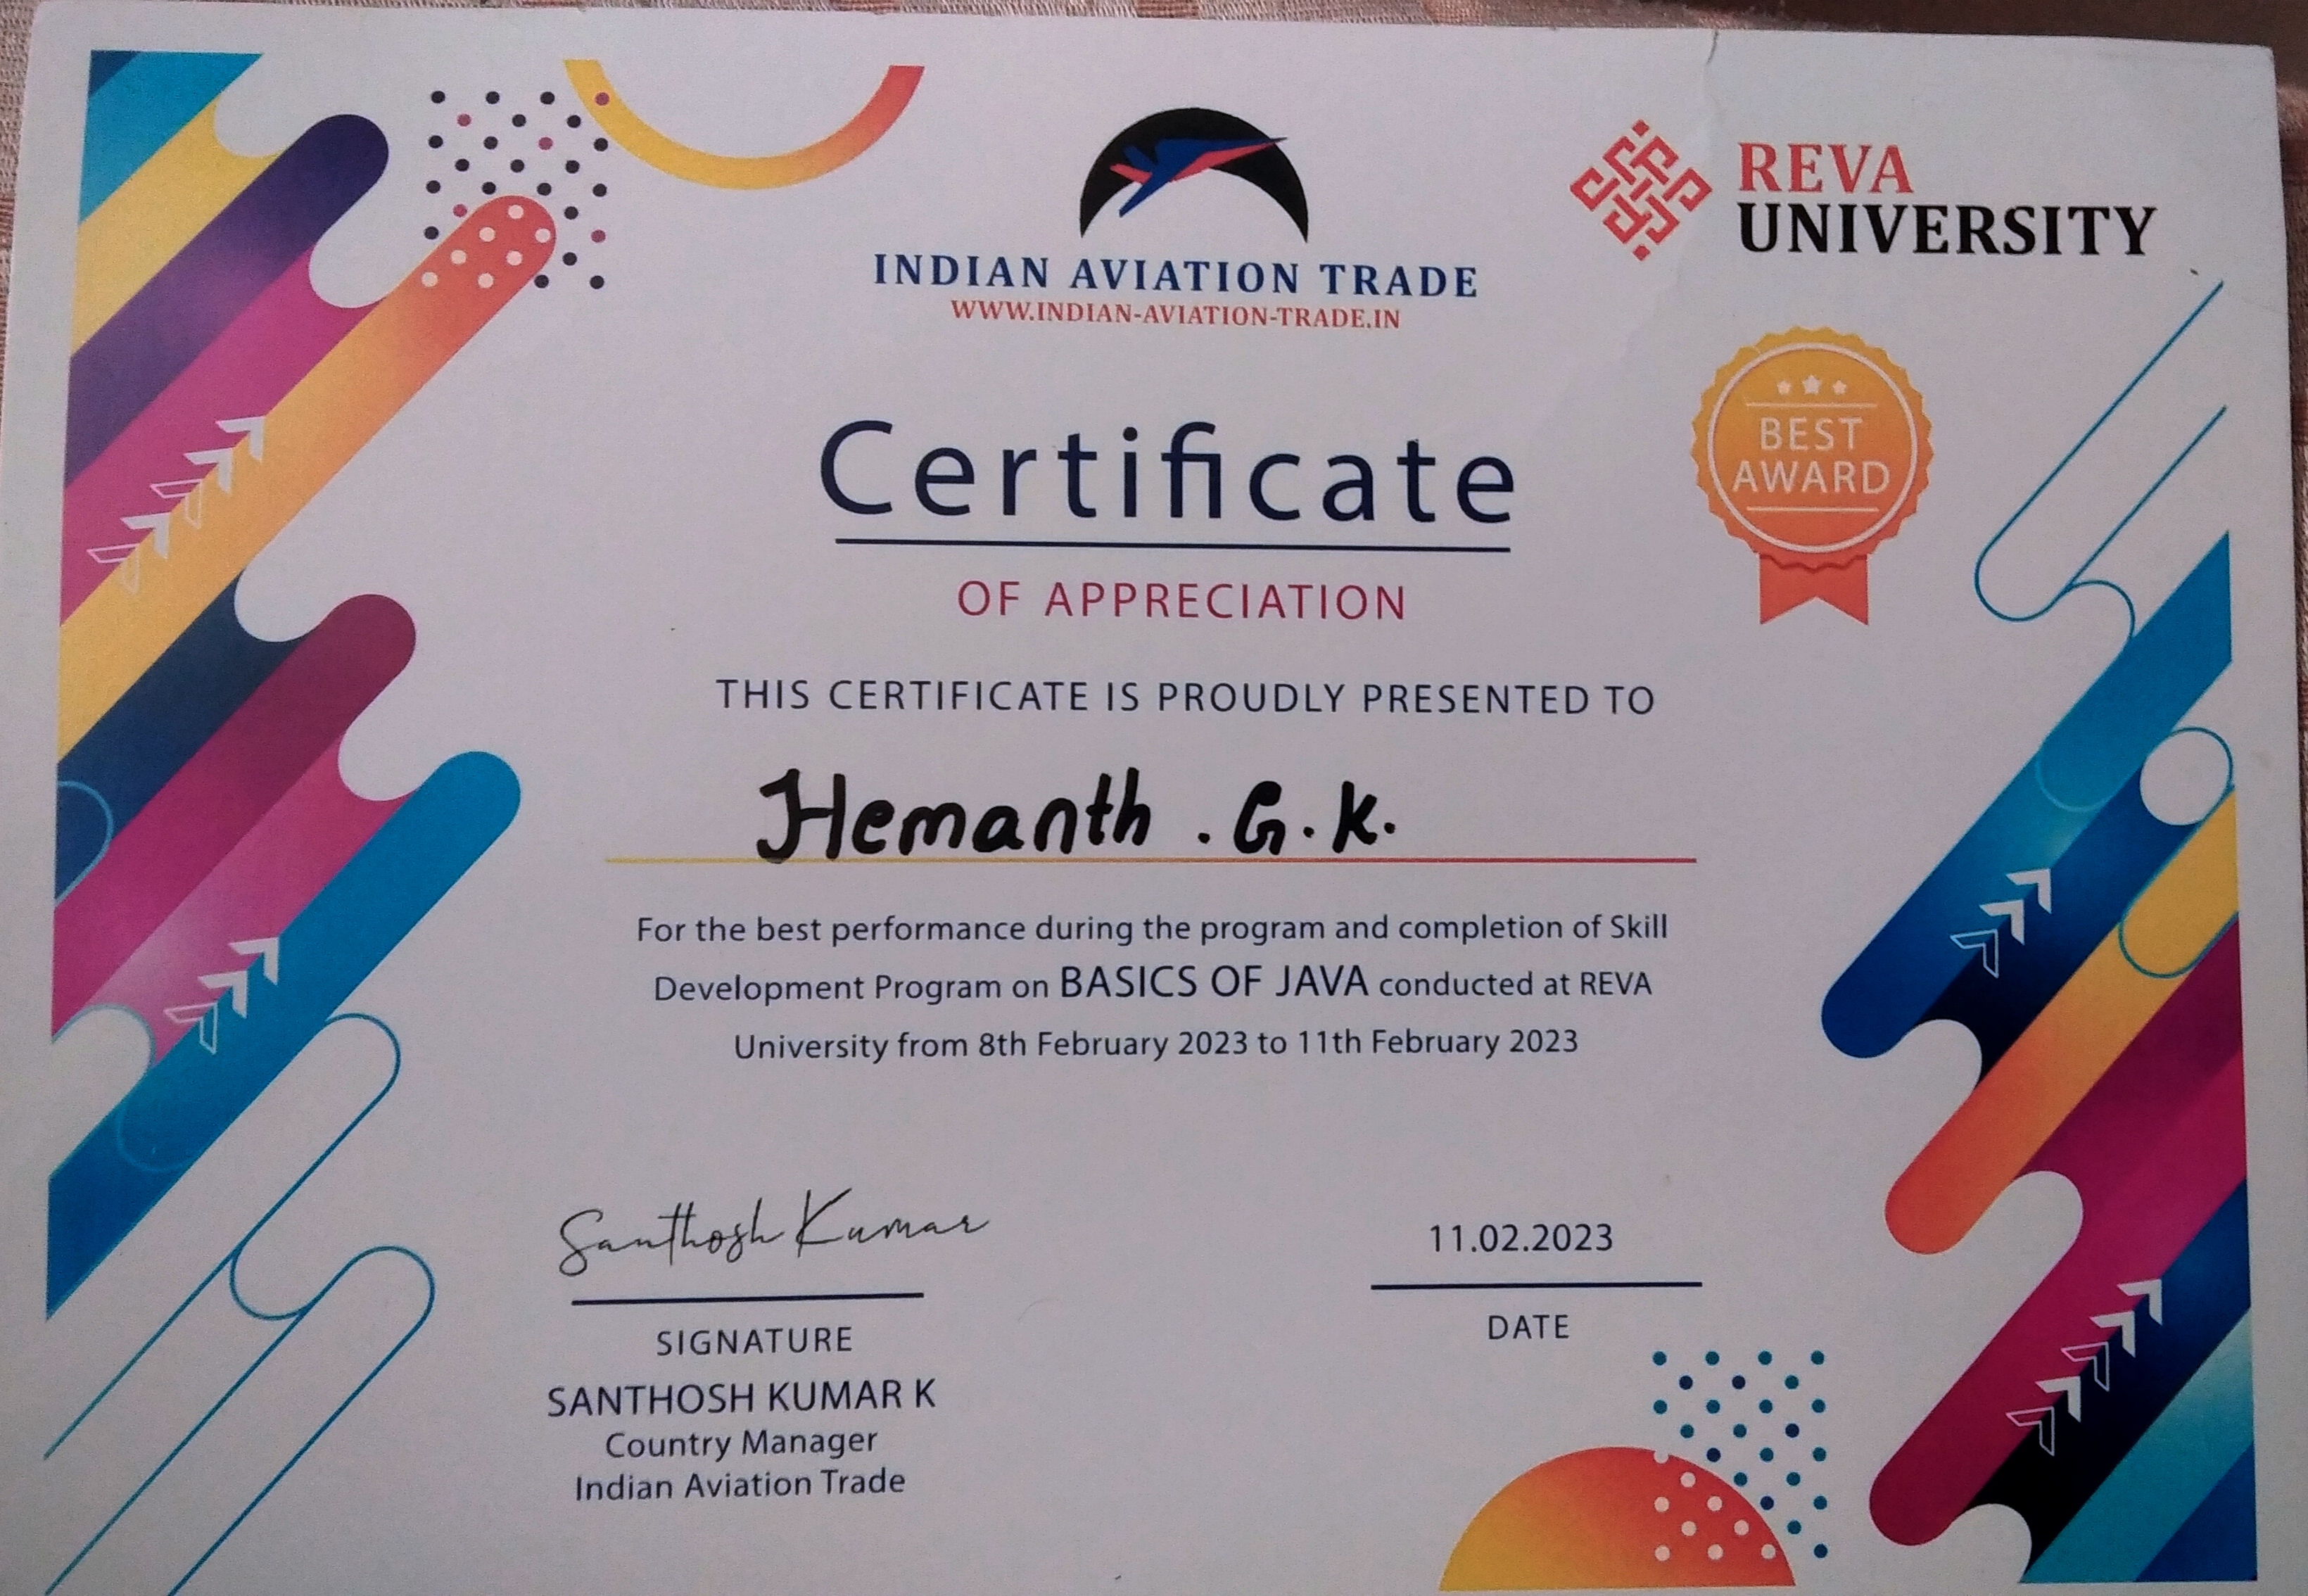 INDIAN AVIATION TRADE
WWW.INDIAN-AVIATION-TRADE.IN
REVA
UNIVERSITY
BEST
AWARD
Certificate
OF APPRECIATION
THIS CERTIFICATE IS PROUDLY PRESENTED TO
Hemanth . G. K.
For the best performance during the program and completion of Skill
Development Program on BASICS OF JAVA conducted at REVA
University from 8th February 2023 to 11th February 2023
Santhosh Kumar
SIGNATURE
SANTHOSH KUMAR K
Country Manager
Indian Aviation Trade
11.02.2023
DATE